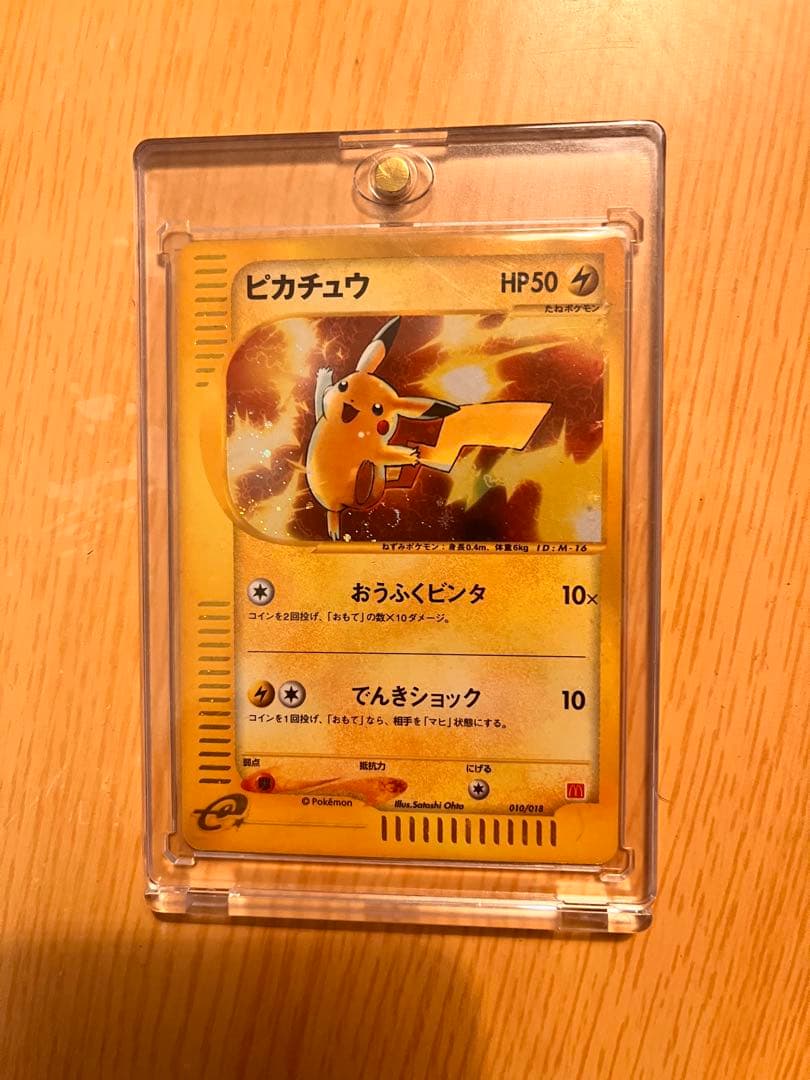 ピカチュウ HP50
たねポケモン
ねずみポケモン：身長0.4m、体重6kg ID:M-16
おうふくビンタ 10×
コインを2回投げ、「おもて」の数×10ダメージ。
でんきショック 10
コインを1回投げ、「おもて」なら、相手を「マヒ」状態にする。
弱点 抵抗力 にげる
©Pokémon Illus.Satoshi Ohta 010/018